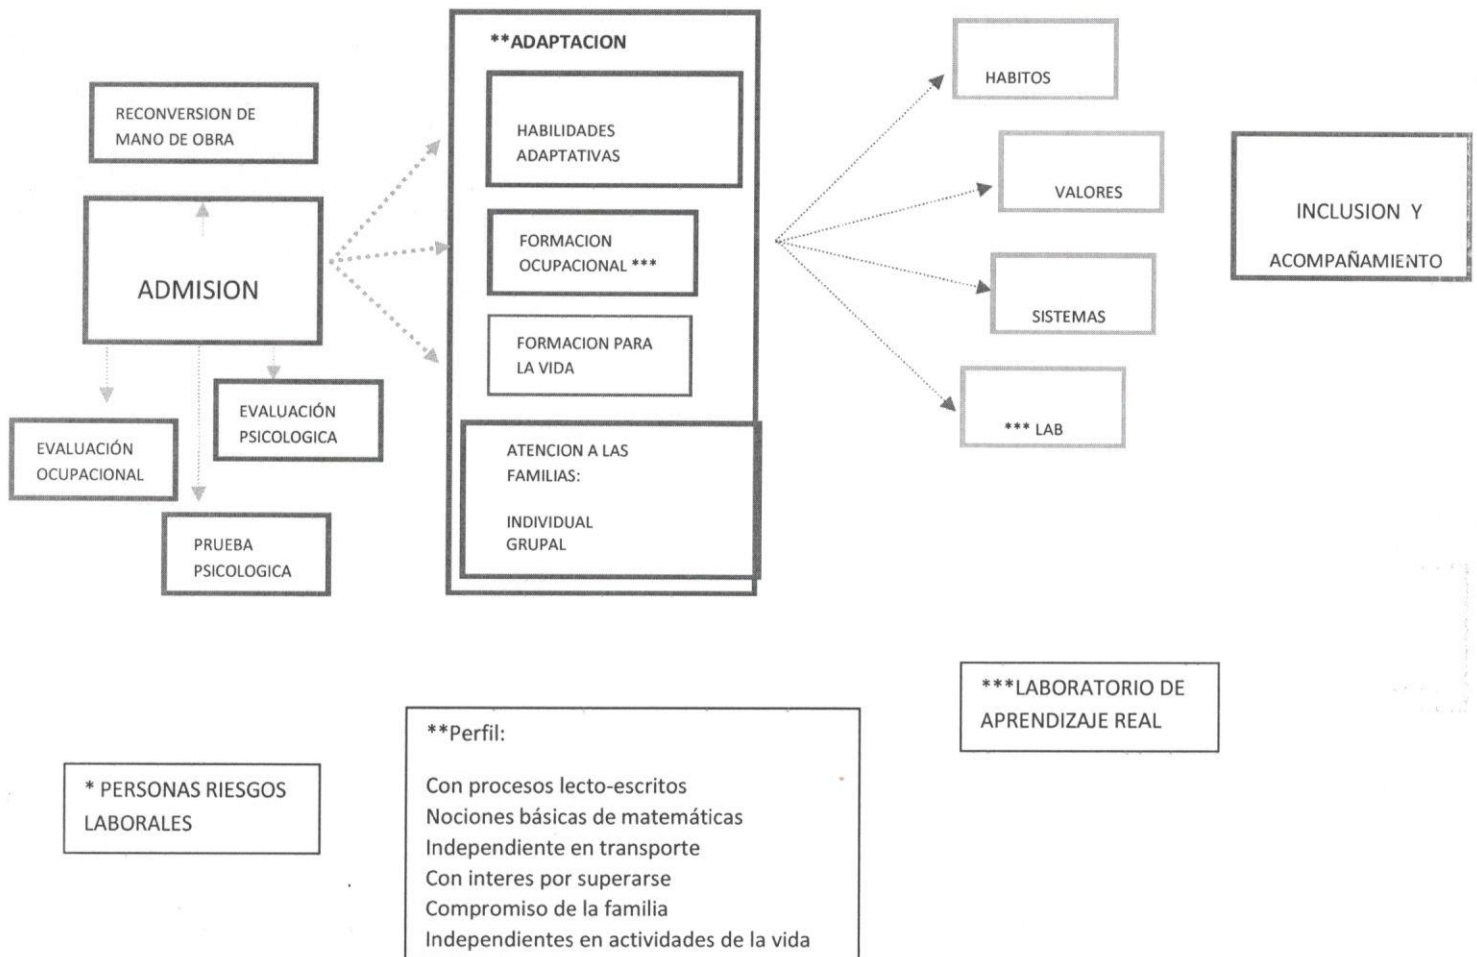 **ADAPTACION
HABITOS
RECONVERSION DE
MANO DE OBRA
HABILIDADES
ADAPTATIVAS
VALORES
INCLUSION Y
ACOMPAÑAMIENTO
FORMACION
OCUPACIONAL ***
ADMISION
SISTEMAS
FORMACION PARA
LA VIDA
EVALUACIÓN
PSICOLOGICA
*** LAB
EVALUACIÓN
OCUPACIONAL
ATENCION A LAS
FAMILIAS:
INDIVIDUAL
GRUPAL
PRUEBA
PSICOLOGICA
***LABORATORIO DE
APRENDIZAJE REAL
* PERSONAS RIESGOS
LABORALES
**Perfil:
Con procesos lecto-escritos
Nociones básicas de matemáticas
Independiente en transporte
Con interes por superarse
Compromiso de la familia
Independientes en actividades de la vida